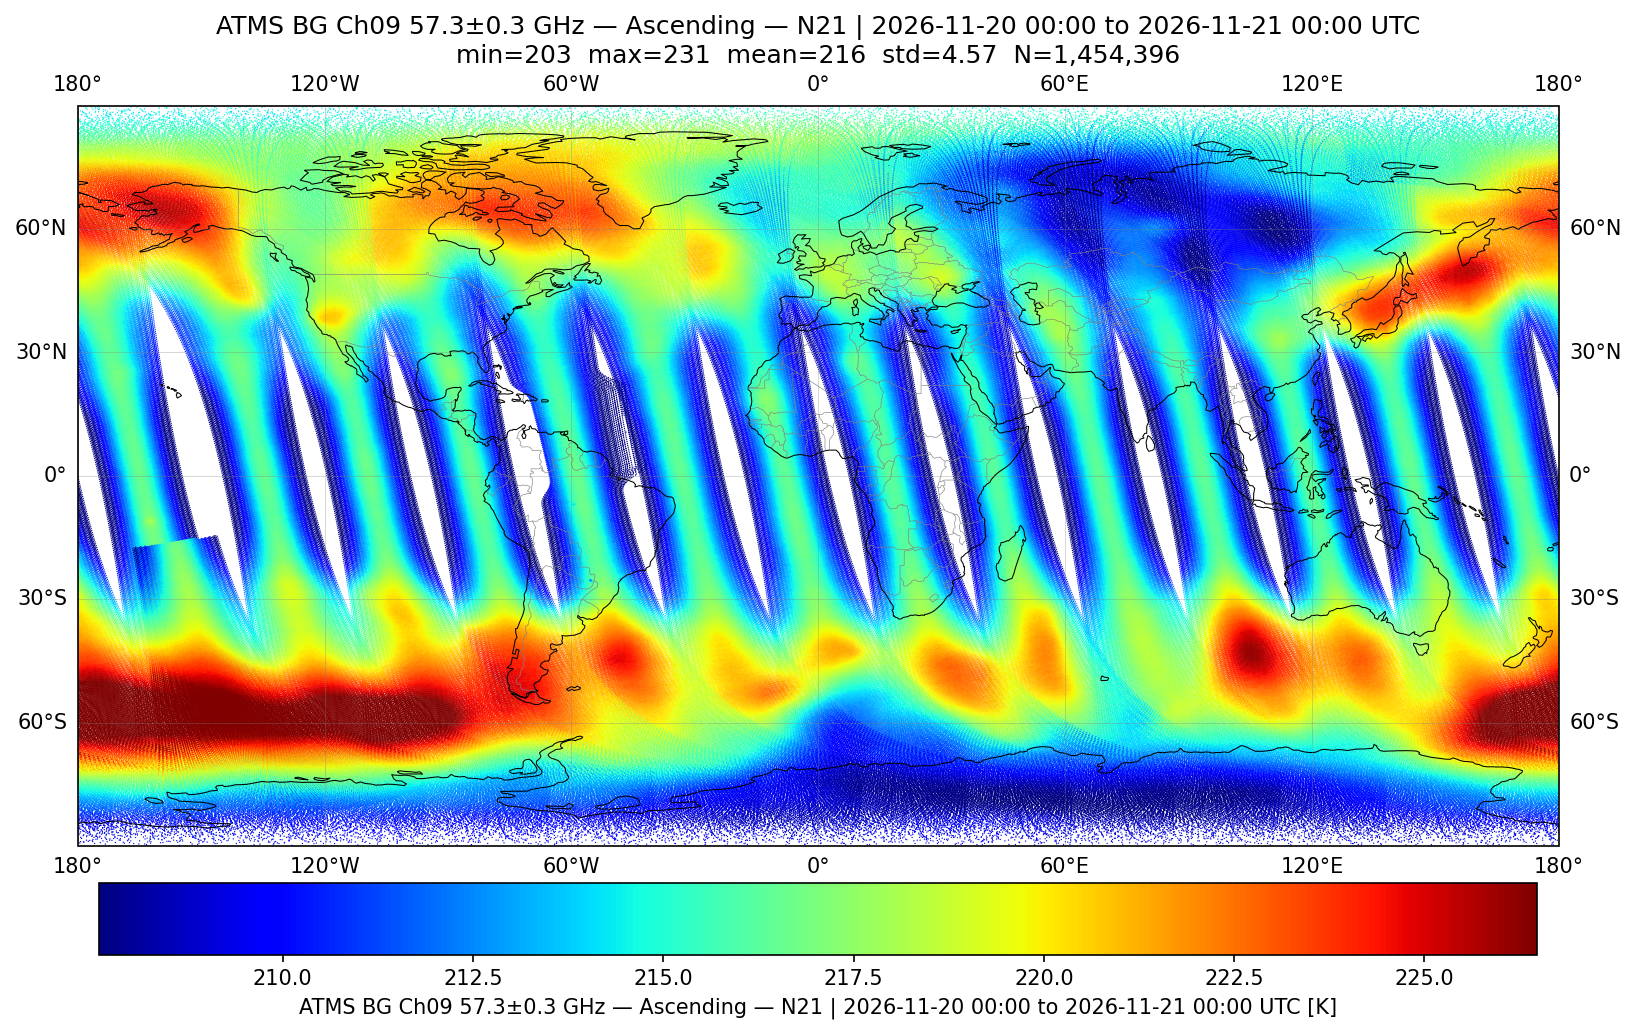 ATMS BG Ch09 57.3±0.3 GHz — Ascending — N21 | 2026-11-20 00:00 to 2026-11-21 00:00 UTC
min=203 max=231 mean=216 std=4.57 N=1,454,396
180° 120°W 60°W 0° 60°E 120°E 180°
60°N 60°N
30°N 30°N
0° 0°
30°S 30°S
60°S 60°S
180° 120°W 60°W 0° 60°E 120°E 180°
210.0 212.5 215.0 217.5 220.0 222.5 225.0
ATMS BG Ch09 57.3±0.3 GHz — Ascending — N21 | 2026-11-20 00:00 to 2026-11-21 00:00 UTC [K]